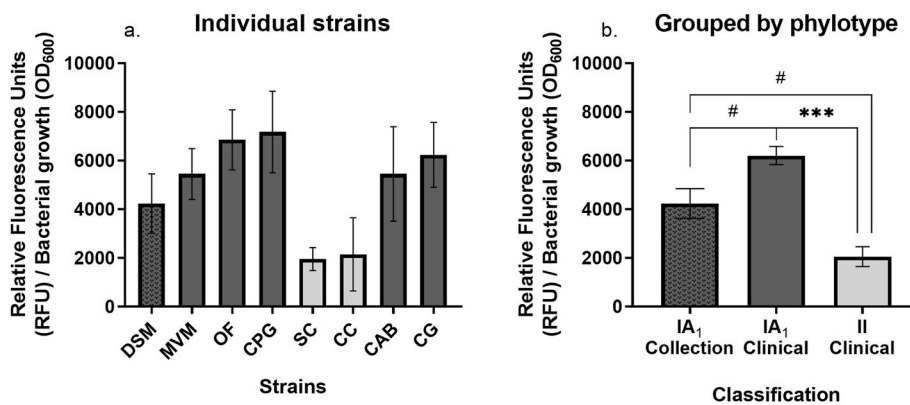 a.
Individual strains
Relative Fluorescence Units
(RFU) / Bacterial growth (OD600)
10000
8000
6000
4000
2000
0
DSM
MVM
OF
CPG
SC
CC
CAB
CG
Strains
b.
Grouped by phylotype
Relative Fluorescence Units
(RFU) / Bacterial growth (OD600)
10000
8000
6000
4000
2000
0
#
#
***
IA1
Collection
IA1
Clinical
II
Clinical
Classification